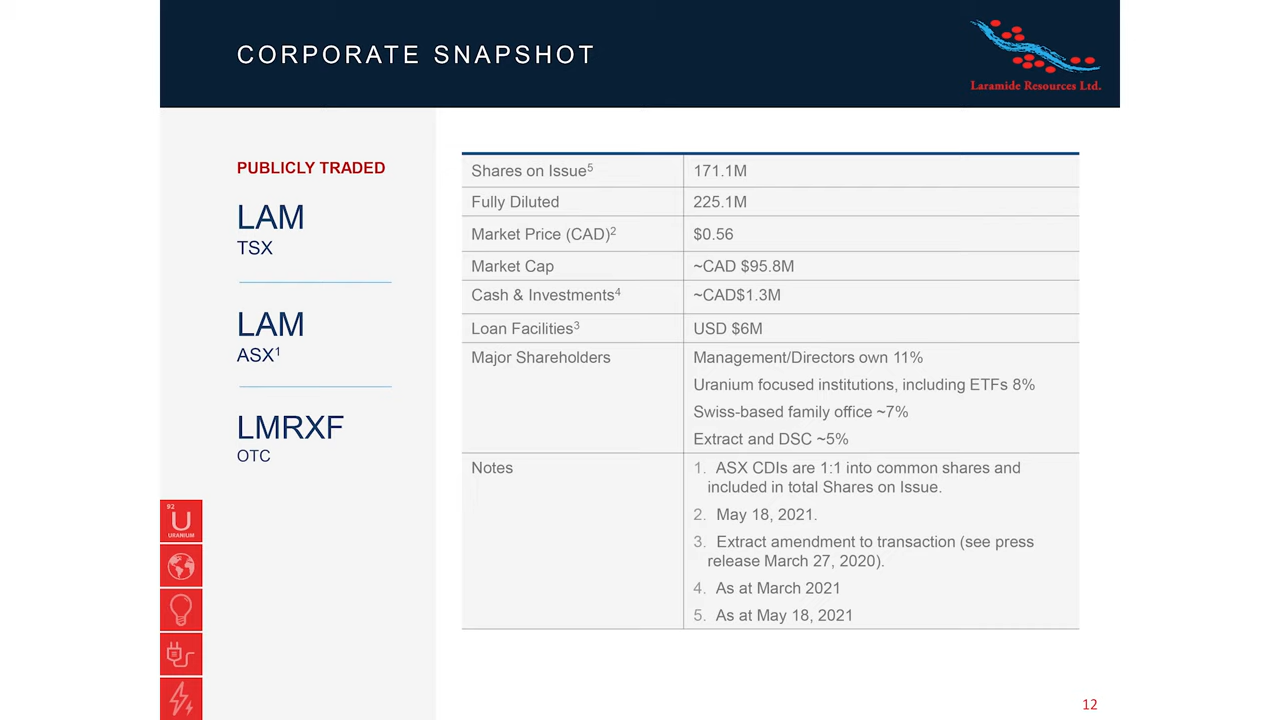 CORPORATE SNAPSHOT
Laramide Resources Ltd.
PUBLICLY TRADED
LAM
TSX
LAM
ASX1
LMRXF
OTC
92
U
URANIUM
Shares on Issue5 171.1M
Fully Diluted 225.1M
Market Price (CAD)2 $0.56
Market Cap ~CAD $95.8M
Cash & Investments4 ~CAD$1.3M
Loan Facilities3 USD $6M
Major Shareholders Management/Directors own 11%
Uranium focused institutions, including ETFs 8%
Swiss-based family office ~7%
Extract and DSC ~5%
Notes 1. ASX CDIs are 1:1 into common shares and
included in total Shares on Issue.
2. May 18, 2021.
3. Extract amendment to transaction (see press
release March 27, 2020).
4. As at March 2021
5. As at May 18, 2021
12